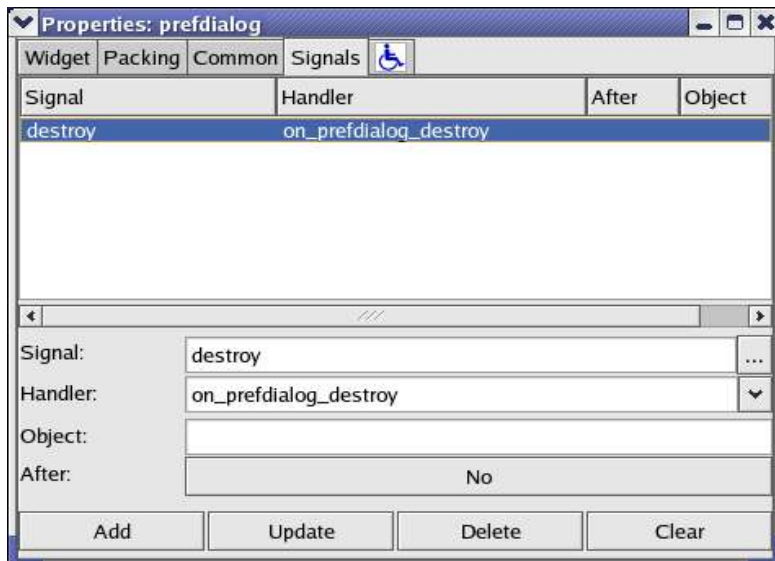 Properties: prefdialog
Widget Packing Common Signals
Signal Handler After Object
destroy on_prefdialog_destroy
Signal: destroy ...
Handler: on_prefdialog_destroy
Object:
After: No
Add Update Delete Clear